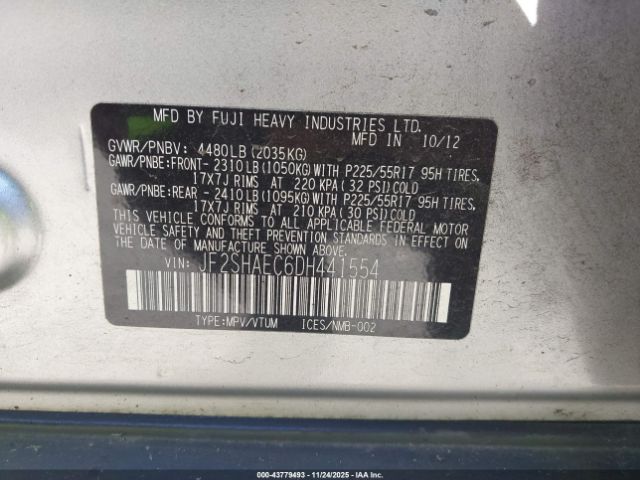 MFD BY FUJI HEAVY INDUSTRIES LTD.
MFD IN 10/12
GVWR/PNBV: 4480LB (2035KG)
GAWR/PNBE:FRONT- 2310LB (1050KG) WITH P225/55R17 95H TIRES,
17X7J RIMS AT 220 KPA ( 32 PSI) COLD
GAWR/PNBE:REAR - 2410LB (1095KG) WITH P225/55R17 95H TIRES,
17X7J RIMS AT 210 KPA ( 30 PSI) COLD
THIS VEHICLE CONFORMS TO ALL APPLICABLE FEDERAL MOTOR
VEHICLE SAFETY AND THEFT PREVENTION STANDARDS
IN EFFECT ON THE DATE OF MANUFACTURE SHOWN ABOVE.
VIN: JF2SHAEC6DH441554
TYPE:MPV/VTUM ICES/NMB-002
000-43779493 - 11/24/2025 - IAAI.COM